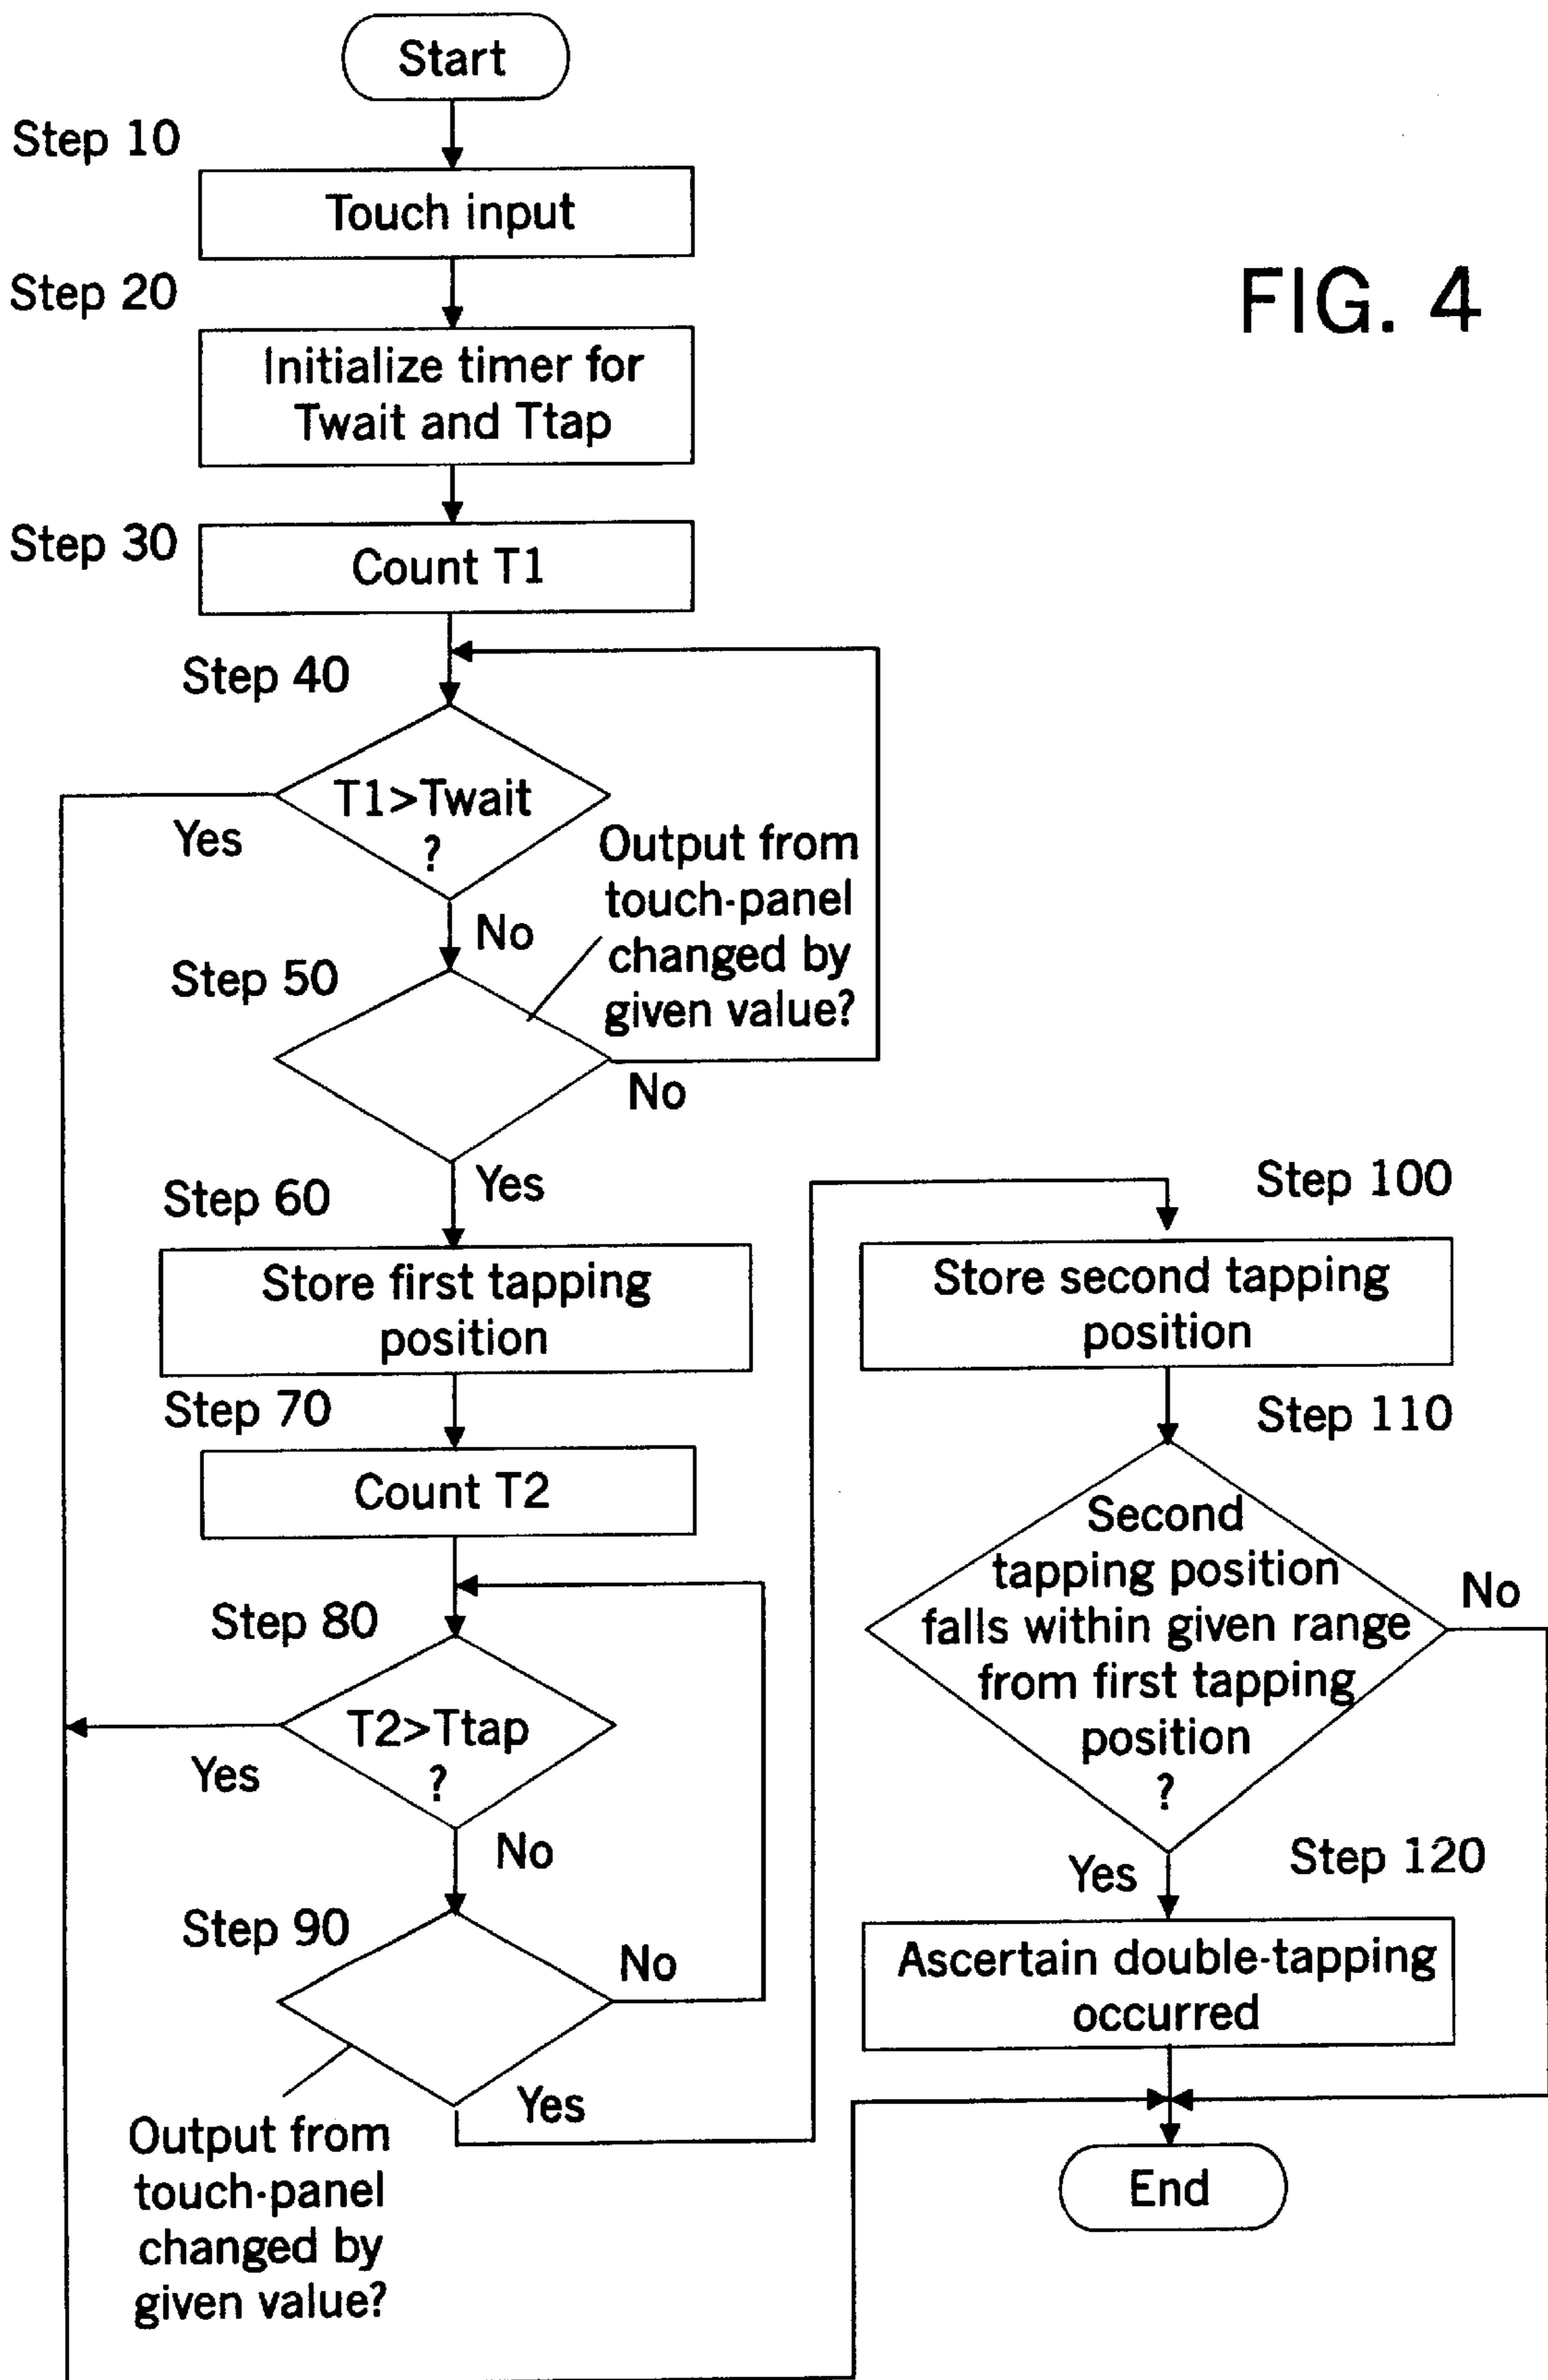 Start
Step 10
Touch input
Step 20
FIG. 4
Initialize timer for
Twait and Ttap
Step 30
Count T1
Step 40
T1>Twait
?
Yes
No
Output from
touch-panel
changed by
given value?
Step 50
No
Yes
Step 60
Store first tapping
position
Step 70
Count T2
Step 80
T2>Ttap
?
Yes
No
Step 90
No
Yes
Output from
touch-panel
changed by
given value?
Step 100
Store second tapping
position
Step 110
Second
tapping position
falls within given range
from first tapping
position
?
No
Yes
Step 120
Ascertain double-tapping
occurred
End